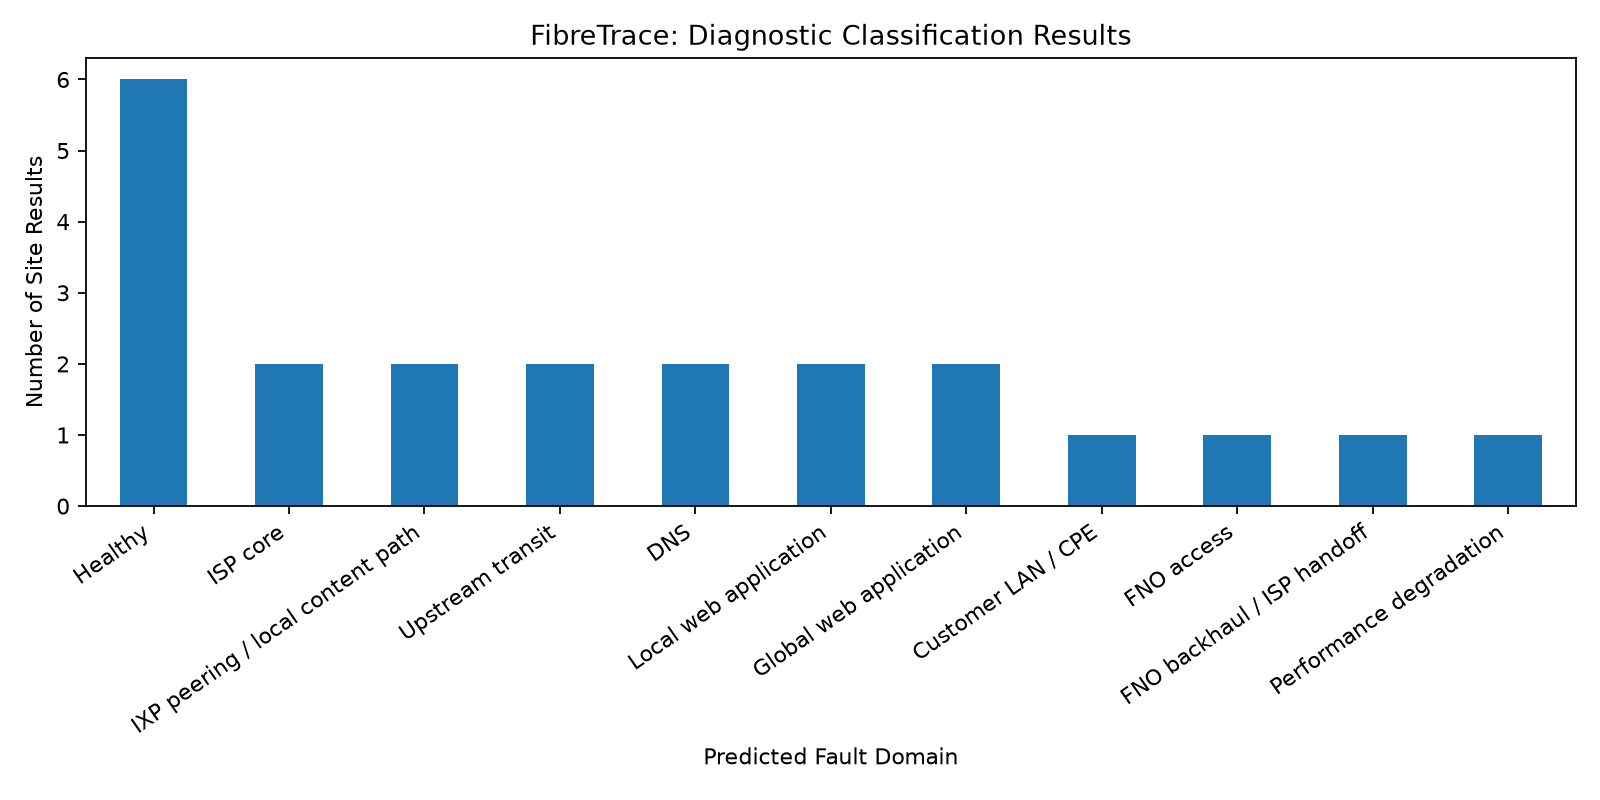 FibreTrace: Diagnostic Classification Results
Number of Site Results
6
5
4
3
2
1
0
Healthy
ISP core
IXP peering / local content path
Upstream transit
DNS
Local web application
Global web application
Customer LAN / CPE
FNO access
FNO backhaul / ISP handoff
Performance degradation
Predicted Fault Domain